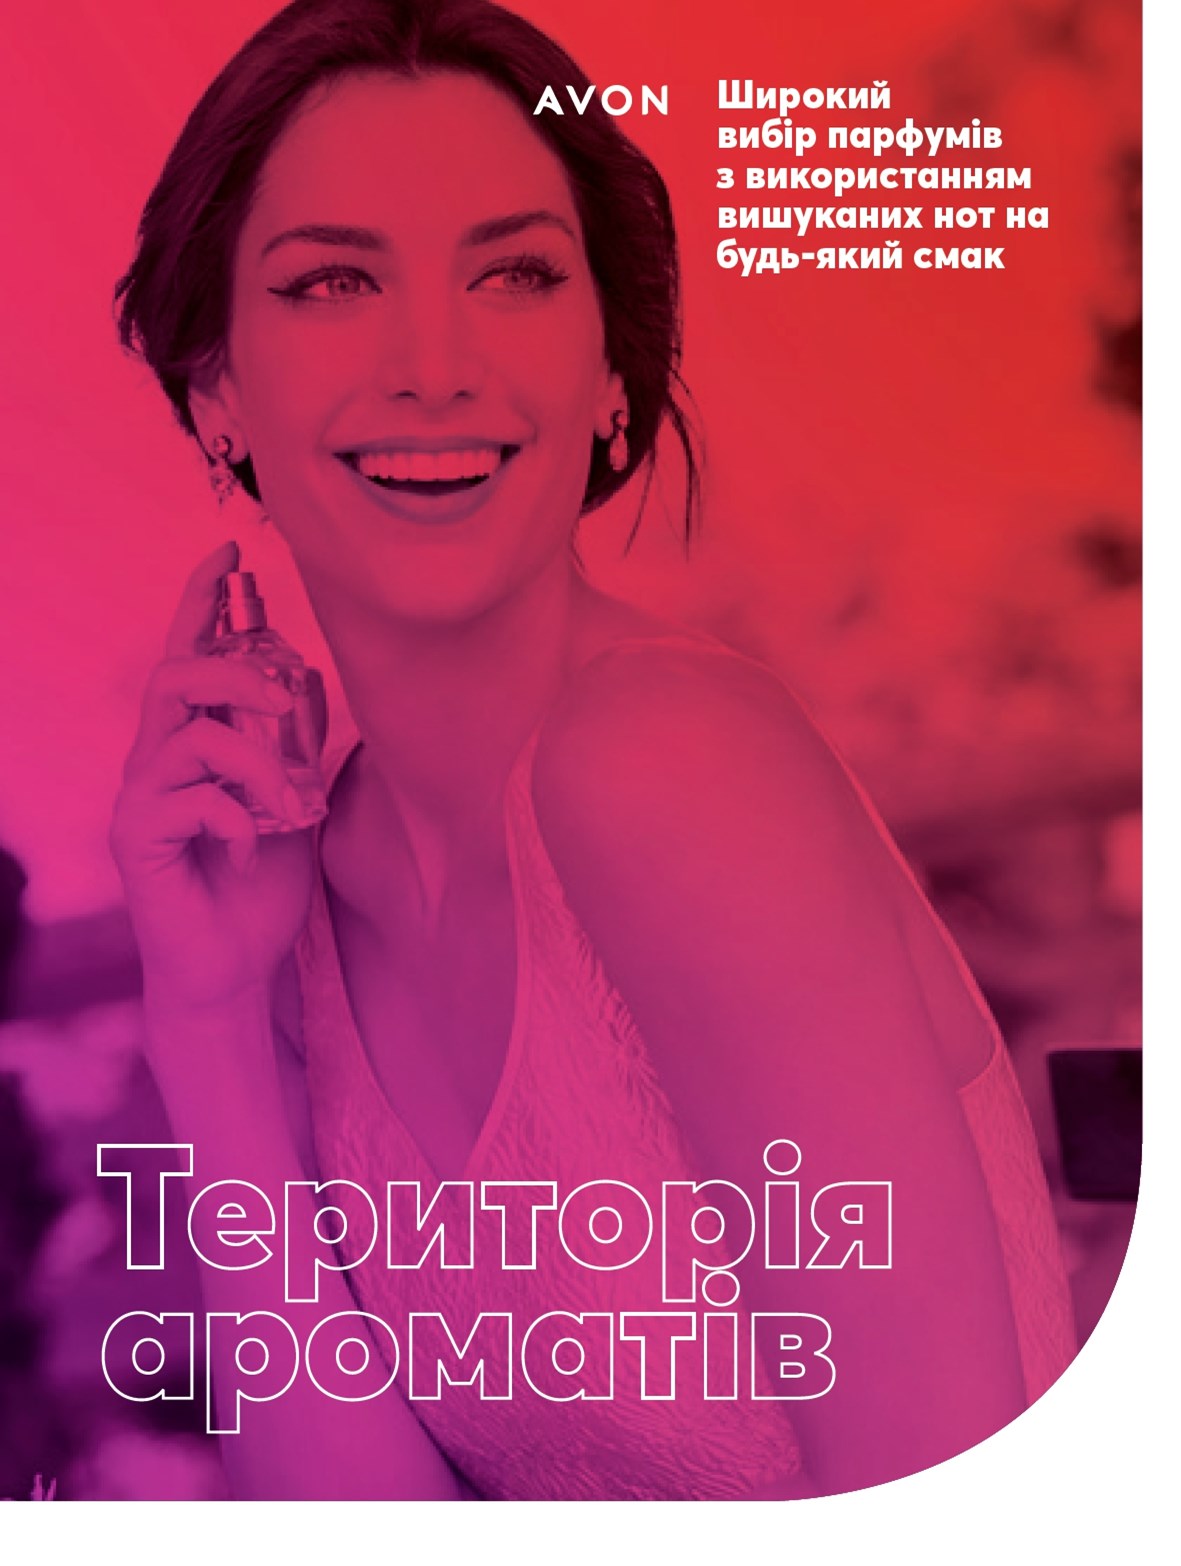 AVON
Широкий
вибір парфумів
з використанням
вишуканих нот на
будь-який смак
Територія
ароматів